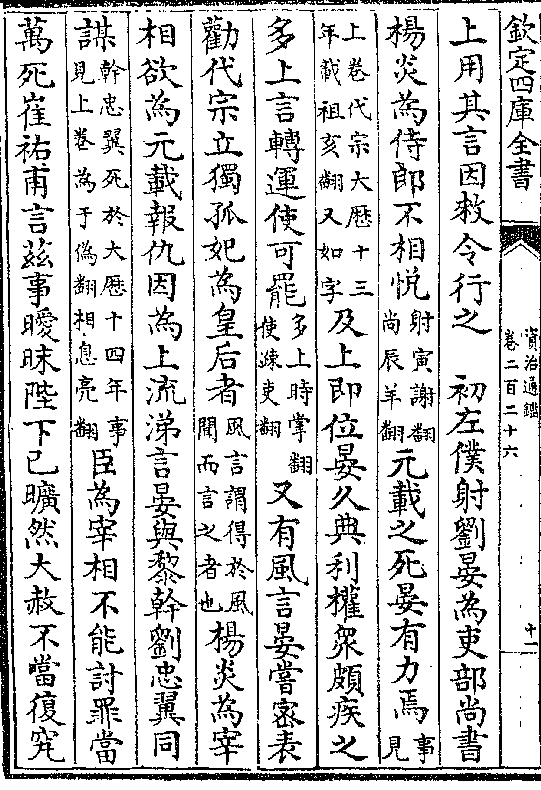 欽定四庫全書
資治通鑑
卷二百二十六
十一
上用其言因敕令行之　初左僕射劉晏為吏部尚書
楊炎為侍郎不相悅射寅謝翻尚辰羊翻元載之死晏有力焉事見
上卷代宗大厯十三年載祖亥翻又如字及上即位晏久典利權衆頗疾之
多上言轉運使可罷多上時掌翻使疎吏翻又有風言晏嘗密表
勸代宗立獨孤妃為皇后者風言謂得於風聞而言之者也楊炎為宰
相欲為元載報仇因為上流涕言晏與黎幹劉忠翼同
謀幹忠翼死於大厯十四年事見上卷為于偽翻相息亮翻臣為宰相不能討罪當
萬死崔祐甫言茲事曖昧陛下已曠然大赦不當復究